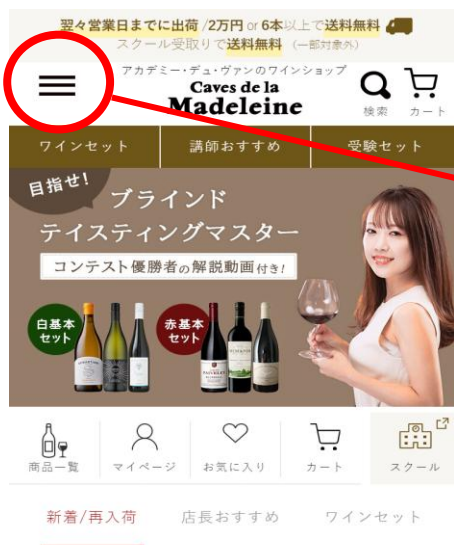 翌々営業日までに出荷 /2万円 or 6本以上で送料無料
スクール受取りで送料無料 (一部対象外)
アカデミー・デュ・ヴァンのワインショップ
Caves de la
Madeleine
検索 カート
ワインセット 講師おすすめ 受験セット
目指せ!
ブラインド
テイスティングマスター
コンテスト優勝者の解説動画付き!
白基本
セット
赤基本
セット
商品一覧 マイページ お気に入り カート スクール
新着/再入荷 店長おすすめ ワインセット